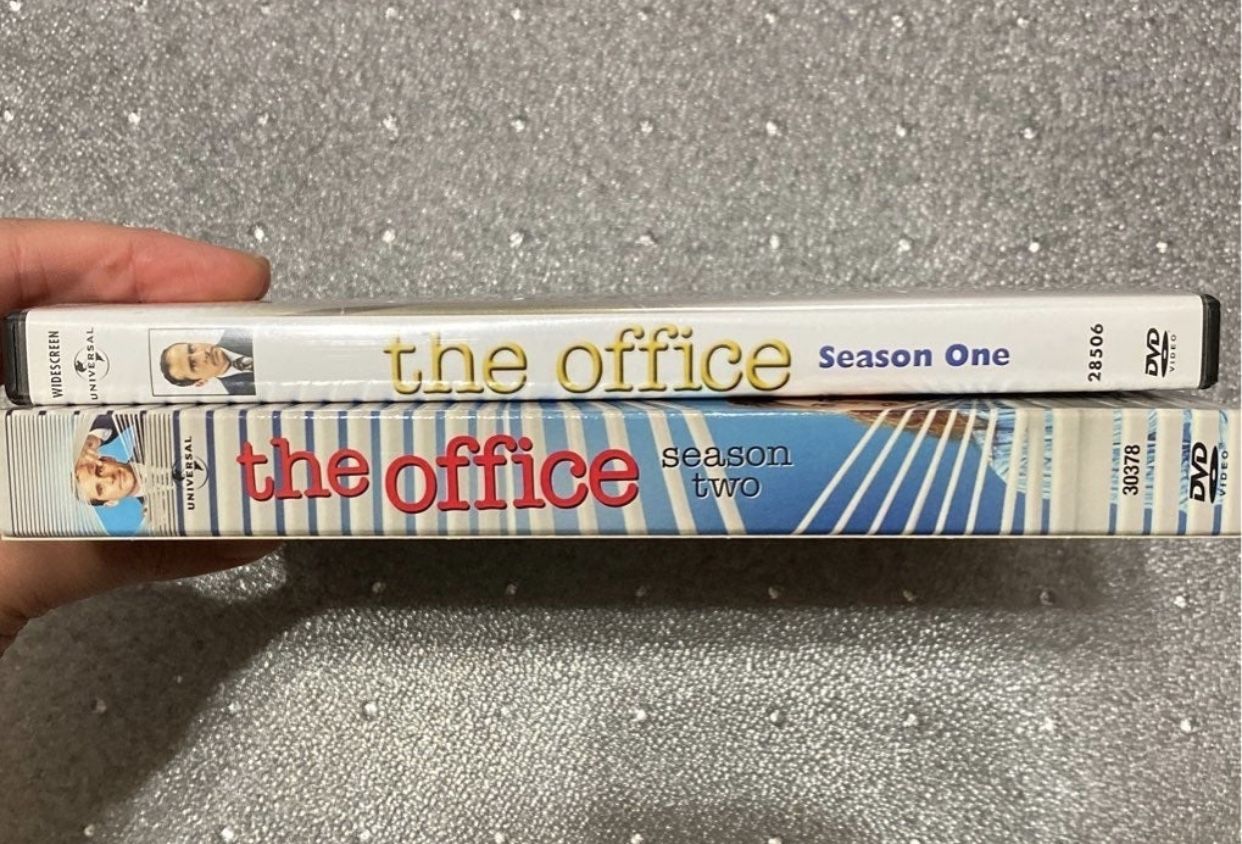 WIDESCREEN
UNIVERSAL
the office
Season One
28506
DVD
VIDEO
UNIVERSAL
the office
season
two
30378
DVD
VIDEO